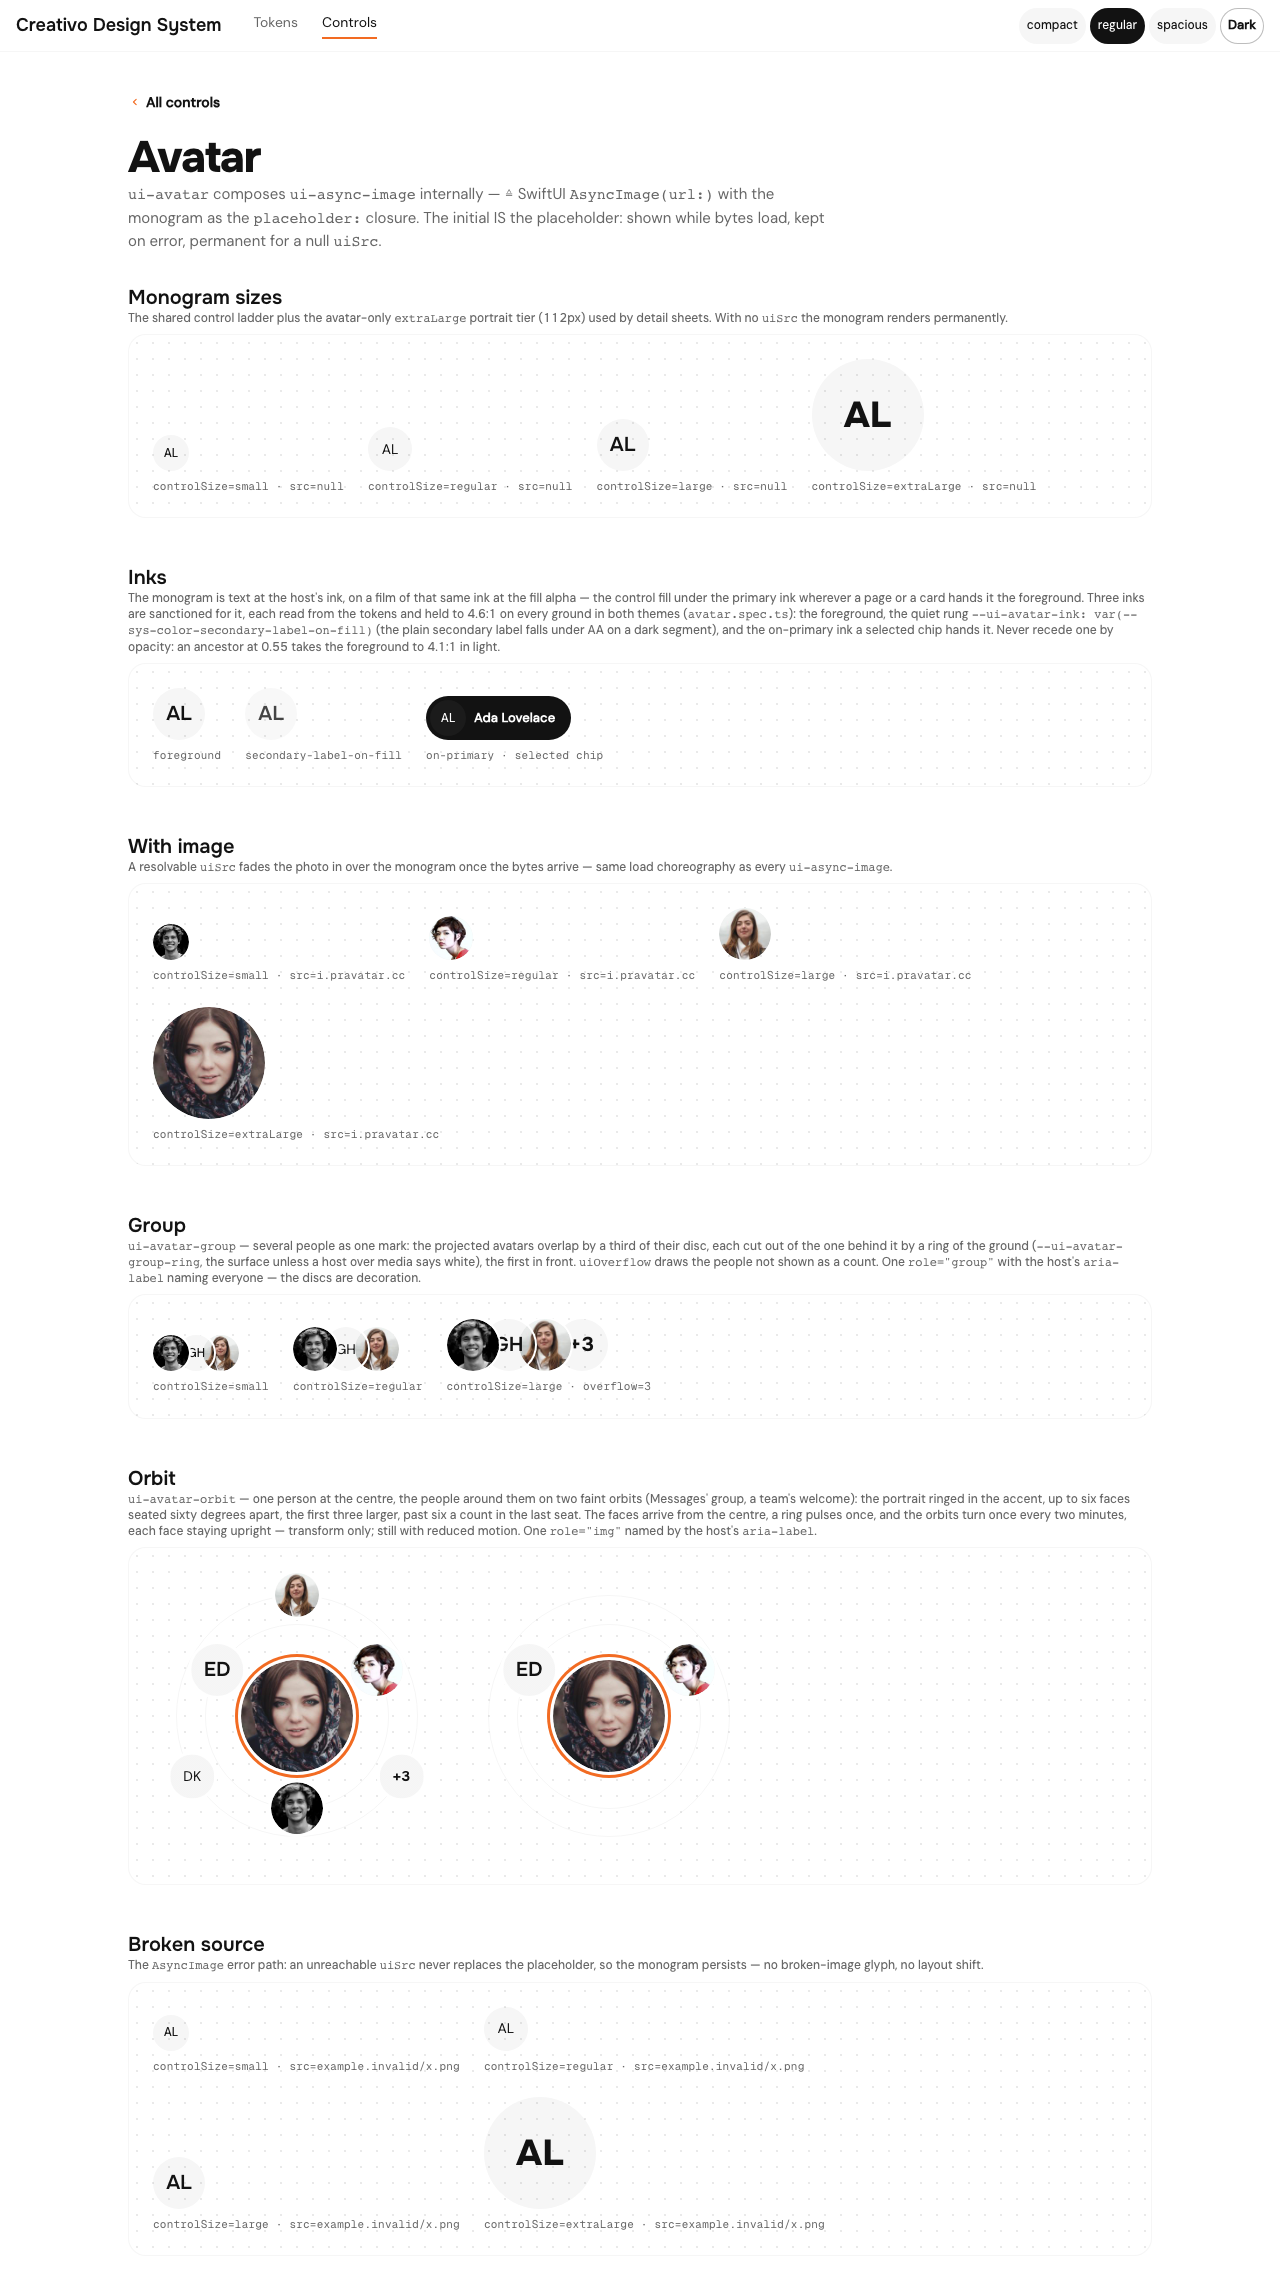 Creativo Design System
Tokens
Controls
compact
regular
spacious
Dark
‹ All controls
Avatar
ui-avatar composes ui-async-image internally — ≙ SwiftUI AsyncImage(url:) with the
monogram as the placeholder: closure. The initial IS the placeholder: shown while bytes load, kept
on error, permanent for a null uiSrc.
Monogram sizes
The shared control ladder plus the avatar-only extraLarge portrait tier (112px) used by detail sheets. With no uiSrc the monogram renders permanently.
AL
AL
AL
AL
controlSize=small · src=null
controlSize=regular · src=null
controlSize=large · src=null
controlSize=extraLarge · src=null
Inks
The monogram is text at the host's ink, on a film of that same ink at the fill alpha — the control fill under the primary ink wherever a page or a card hands it the foreground. Three inks
are sanctioned for it, each read from the tokens and held to 4.6:1 on every ground in both themes (avatar.spec.ts): the foreground, the quiet rung --ui-avatar-ink: var(--
sys-color-secondary-label-on-fill) (the plain secondary label falls under AA on a dark segment), and the on-primary ink a selected chip hands it. Never recede one by
opacity: an ancestor at 0.55 takes the foreground to 4.1:1 in light.
AL
AL
AL
Ada Lovelace
foreground
secondary-label-on-fill
on-primary · selected chip
With image
A resolvable uiSrc fades the photo in over the monogram once the bytes arrive — same load choreography as every ui-async-image.
controlSize=small · src=i.pravatar.cc
controlSize=regular · src=i.pravatar.cc
controlSize=large · src=i.pravatar.cc
controlSize=extraLarge · src=i.pravatar.cc
Group
ui-avatar-group — several people as one mark: the projected avatars overlap by a third of their disc, each cut out of the one behind it by a ring of the ground (--ui-avatar-
group-ring, the surface unless a host over media says white), the first in front. uiOverflow draws the people not shown as a count. One role="group" with the host's aria-
label naming everyone — the discs are decoration.
GH
GH
GH
+3
controlSize=small
controlSize=regular
controlSize=large · overflow=3
Orbit
ui-avatar-orbit — one person at the centre, the people around them on two faint orbits (Messages' group, a team's welcome): the portrait ringed in the accent, up to six faces
seated sixty degrees apart, the first three larger, past six a count in the last seat. The faces arrive from the centre, a ring pulses once, and the orbits turn once every two minutes,
each face staying upright — transform only; still with reduced motion. One role="img" named by the host's aria-label.
ED
ED
DK
+3
Broken source
The AsyncImage error path: an unreachable uiSrc never replaces the placeholder, so the monogram persists — no broken-image glyph, no layout shift.
AL
AL
controlSize=small · src=example.invalid/x.png
controlSize=regular · src=example.invalid/x.png
AL
AL
controlSize=large · src=example.invalid/x.png
controlSize=extraLarge · src=example.invalid/x.png